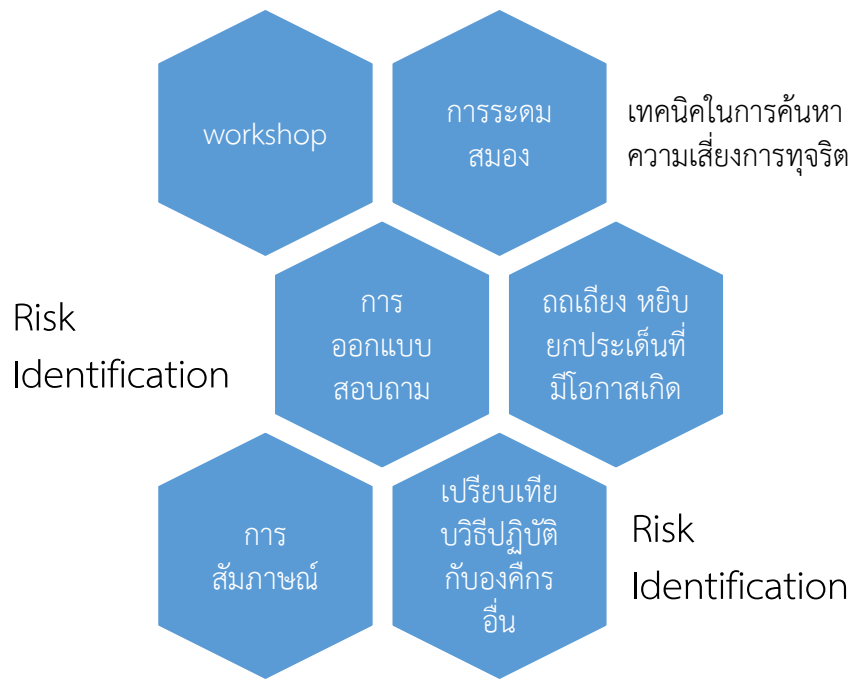 workshop
การระดม
สมอง
เทคนิคในการค้นหา
ความเสี่ยงการทุจริต
Risk
Identification
การ
ออกแบบ
สอบถาม
ถถเถียง หยิบ
ยกประเด็นที่
มีโอกาสเกิด
การ
สัมภาษณ์
เปรียบเทีย
บวิธีปฏิบัติ
กับองค์กร
อื่น
Risk
Identification